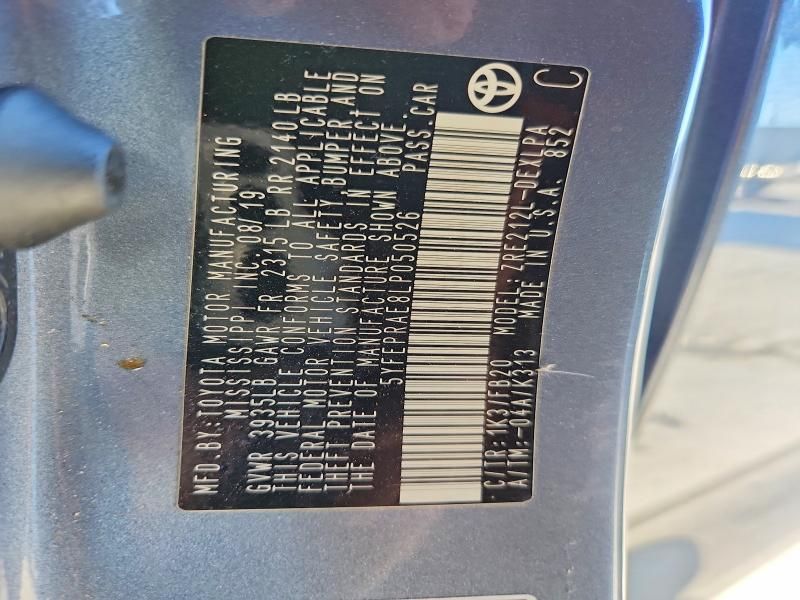 MFD.BY:TOYOTA MOTOR MANUFACTURING
MISSISSIPPI, INC. 08/19
GVWR 3935LB GAWR FR 2315 LB RR 2140LB
THIS VEHICLE CONFORMS TO ALL APPLICABLE
FEDERAL MOTOR VEHICLE SAFETY, BUMPER, AND
THEFT PREVENTION STANDARDS IN EFFECT ON
THE DATE OF MANUFACTURE SHOWN ABOVE.
5YFEPRAE8LP050526 PASS.CAR
C/TR:1K3/FB20 MODEL:ZRE212L-DEXLPA
A/TM:-04A/K313 MADE IN U.S.A. 852
C